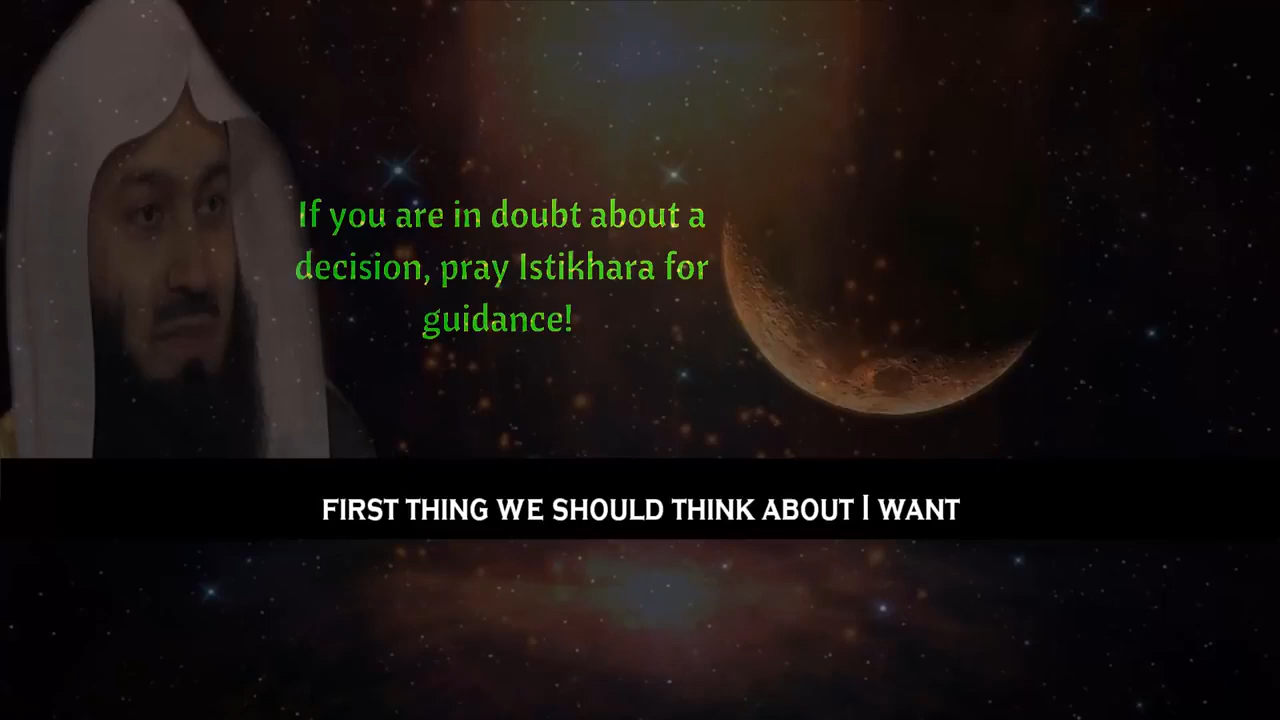 If you are in doubt about a
decision, pray Istikhara for
guidance!
FIRST THING WE SHOULD THINK ABOUT I WANT